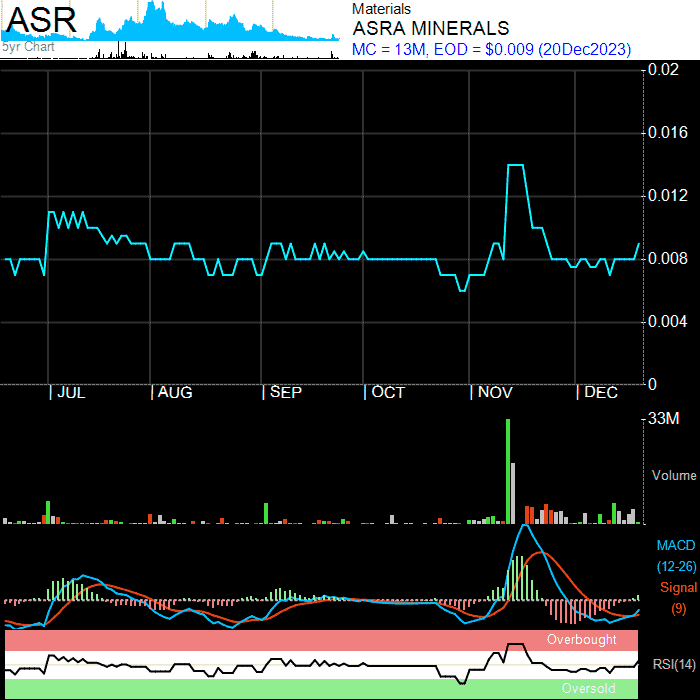 ASR
5yr Chart
Materials
ASRA MINERALS
MC = 13M, EOD = $0.009 (20Dec2023)
0.02
0.016
0.012
0.008
0.004
0
JUL
AUG
SEP
OCT
NOV
DEC
33M
Volume
MACD
(12-26)
Signal
(9)
Overbought
RSI(14)
Oversold